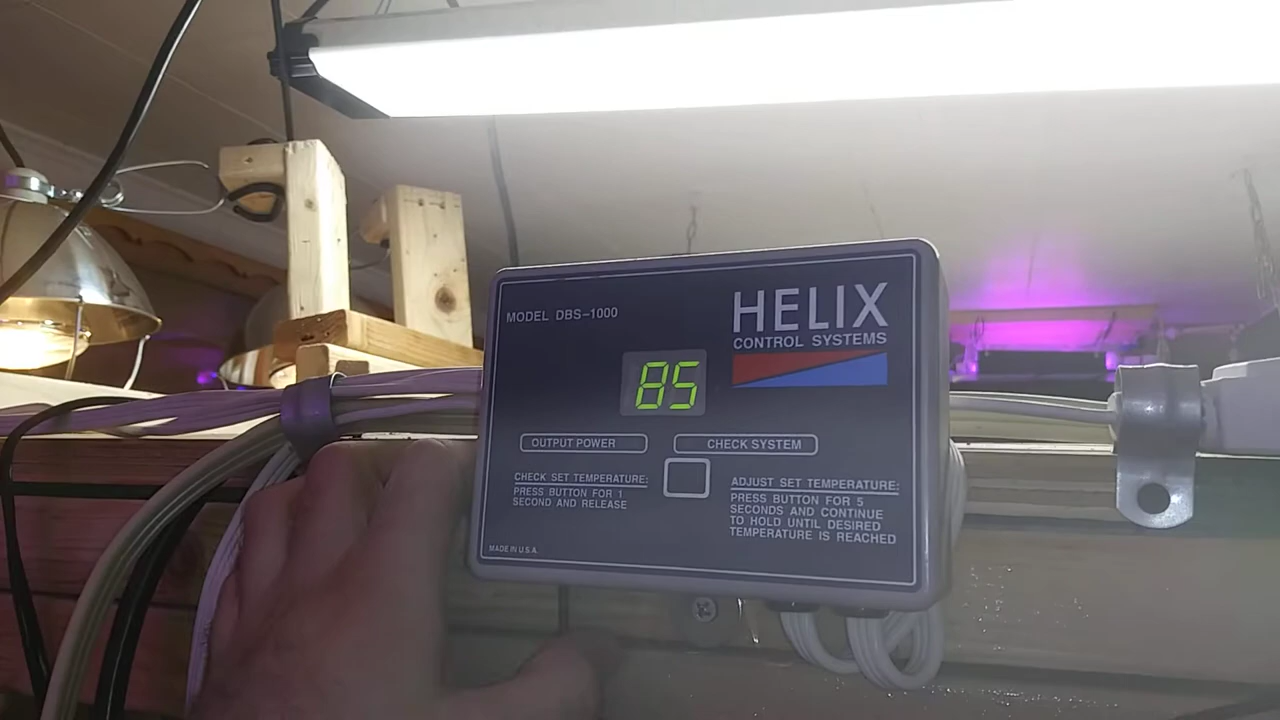 MODEL DBS-1000
HELIX
CONTROL SYSTEMS
85
OUTPUT POWER
CHECK SYSTEM
CHECK SET TEMPERATURE:
PRESS BUTTON FOR 1
SECOND AND RELEASE
ADJUST SET TEMPERATURE:
PRESS BUTTON FOR 5
SECONDS AND CONTINUE
TO HOLD UNTIL DESIRED
TEMPERATURE IS REACHED
MADE IN U.S.A.